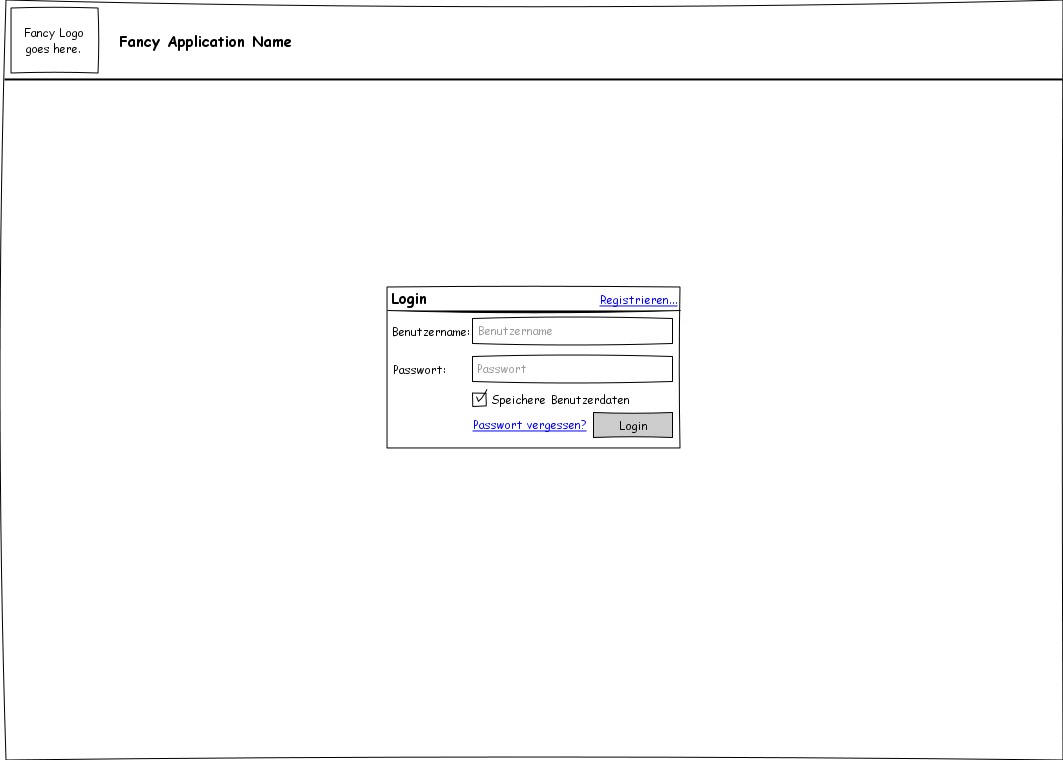 Fancy Logo
goes here.
Fancy Application Name
Login
Registrieren...
Benutzername:
Benutzername
Passwort:
Passwort
Speichere Benutzerdaten
Passwort vergessen?
Login